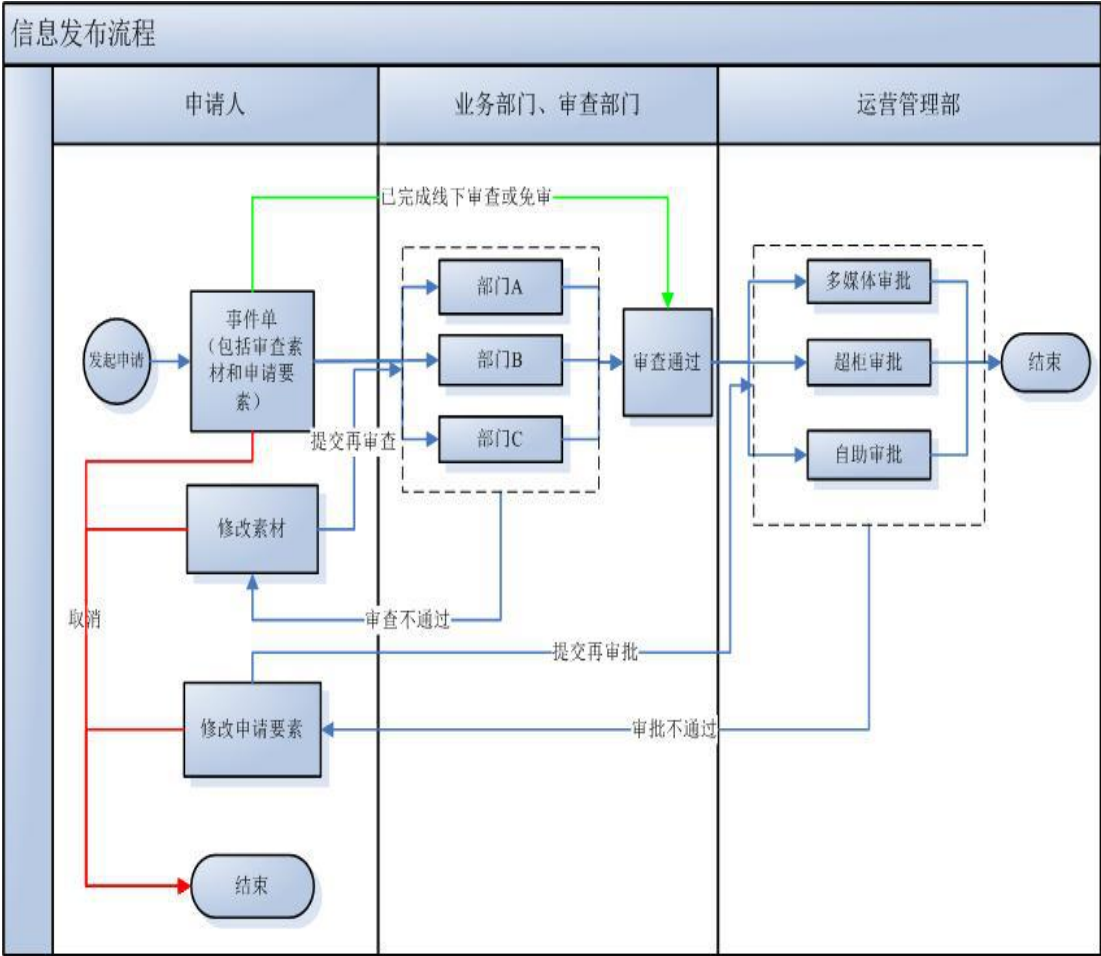 信息发布流程
申请人
业务部门、审查部门
运营管理部
已完成线下审查或免审
发起申请
事件单
（包括审查素
材和申请要
素）
部门A
部门B
部门C
审查通过
多媒体审批
超柜审批
自助审批
结束
提交再审查
修改素材
取消
审查不通过
提交再审批
修改申请要素
审批不通过
结束